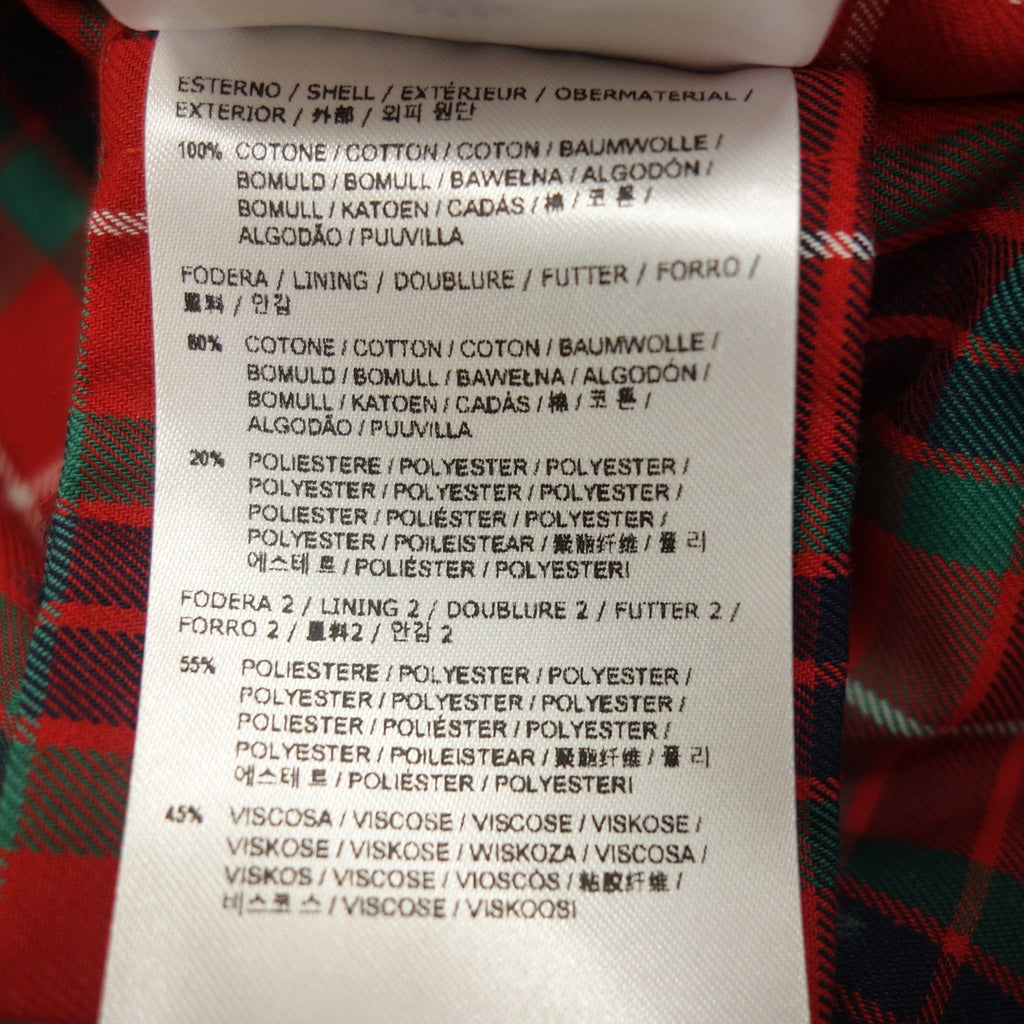 ESTERNO / SHELL / EXTÉRIEUR / OBERMATERIAL /
EXTERIOR / 外部 / 외피 원단
100% COTONE / COTTON / COTON / BAUMWOLLE /
BOMULD / BOMULL / BAWEŁNA / ALGODÓN /
BOMULL / KATOEN / CADÁS / 棉 / 코튼 /
ALGODÃO / PUUVILLA
FODERA / LINING / DOUBLURE / FUTTER / FORRO /
里料 / 안감
80% COTONE / COTTON / COTON / BAUMWOLLE /
BOMULD / BOMULL / BAWEŁNA / ALGODÓN /
BOMULL / KATOEN / CADÁS / 棉 / 코튼 /
ALGODÃO / PUUVILLA
20% POLIESTERE / POLYESTER / POLYESTER /
POLYESTER / POLYESTER / POLYESTER /
POLIESTER / POLIÉSTER / POLYESTER /
POLYESTER / POILEISTEAR / 聚酯纤维 / 폴리
에스테트 / POLIÉSTER / POLYESTERI
FODERA 2 / LINING 2 / DOUBLURE 2 / FUTTER 2 /
FORRO 2 / 里料2 / 안감 2
55% POLIESTERE / POLYESTER / POLYESTER /
POLYESTER / POLYESTER / POLYESTER /
POLIESTER / POLIÉSTER / POLYESTER /
POLYESTER / POILEISTEAR / 聚酯纤维 / 폴리
에스테트 / POLIÉSTER / POLYESTERI
45% VISCOSA / VISCOSE / VISCOSE / VISKOSE /
VISKOSE / VISKOSE / WISKOZA / VISCOSA /
VISKOS / VISCOSE / VIOSCÓS / 粘胶纤维 /
비스코스 / VISCOSE / VISKOOSI